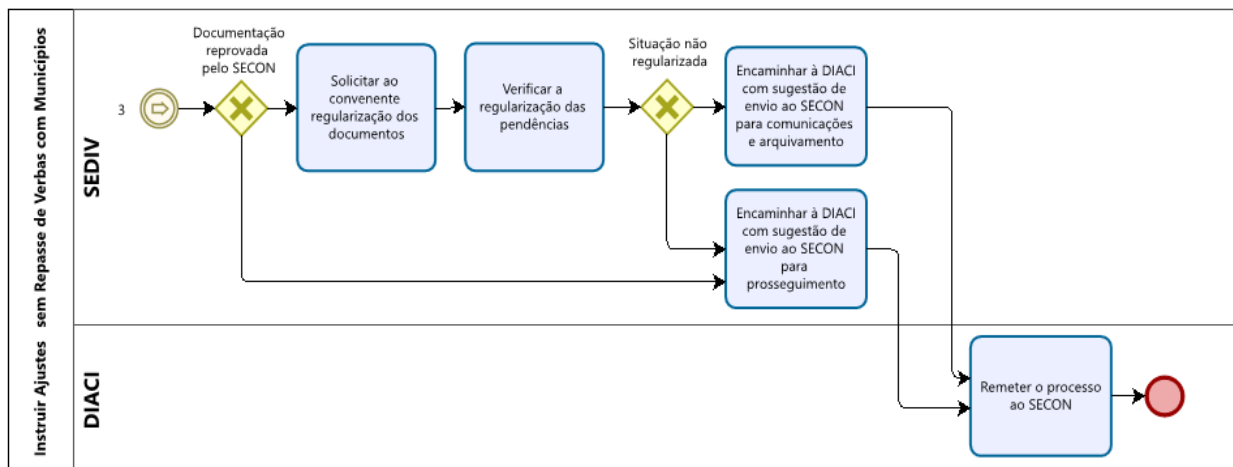 Instruir Ajustes sem Repasse de Verbas com Municípios
SEDIV
3
Documentação
reprovada
pelo SECON
Solicitar ao
convenente
regularização dos
documentos
Verificar a
regularização das
pendências
Situação não
regularizada
Encaminhar à DIACI
com sugestão de
envio ao SECON
para comunicações
e arquivamento
Encaminhar à DIACI
com sugestão de
envio ao SECON
para
prosseguimento
DIACI
Remeter o processo
ao SECON